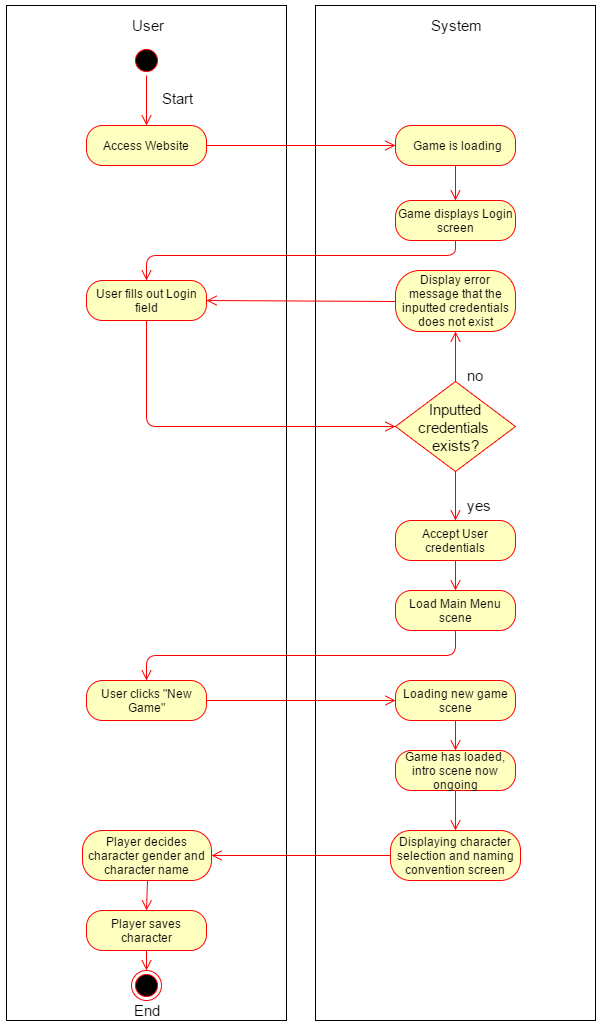 User
System
Start
Access Website
Game is loading
Game displays Login
screen
User fills out Login
field
Display error
message that the
inputted credentials
does not exist
no
Inputted
credentials
exists?
yes
Accept User
credentials
Load Main Menu
scene
User clicks "New
Game"
Loading new game
scene
Game has loaded,
intro scene now
ongoing
Displaying character
selection and naming
convention screen
Player decides
character gender and
character name
Player saves
character
End